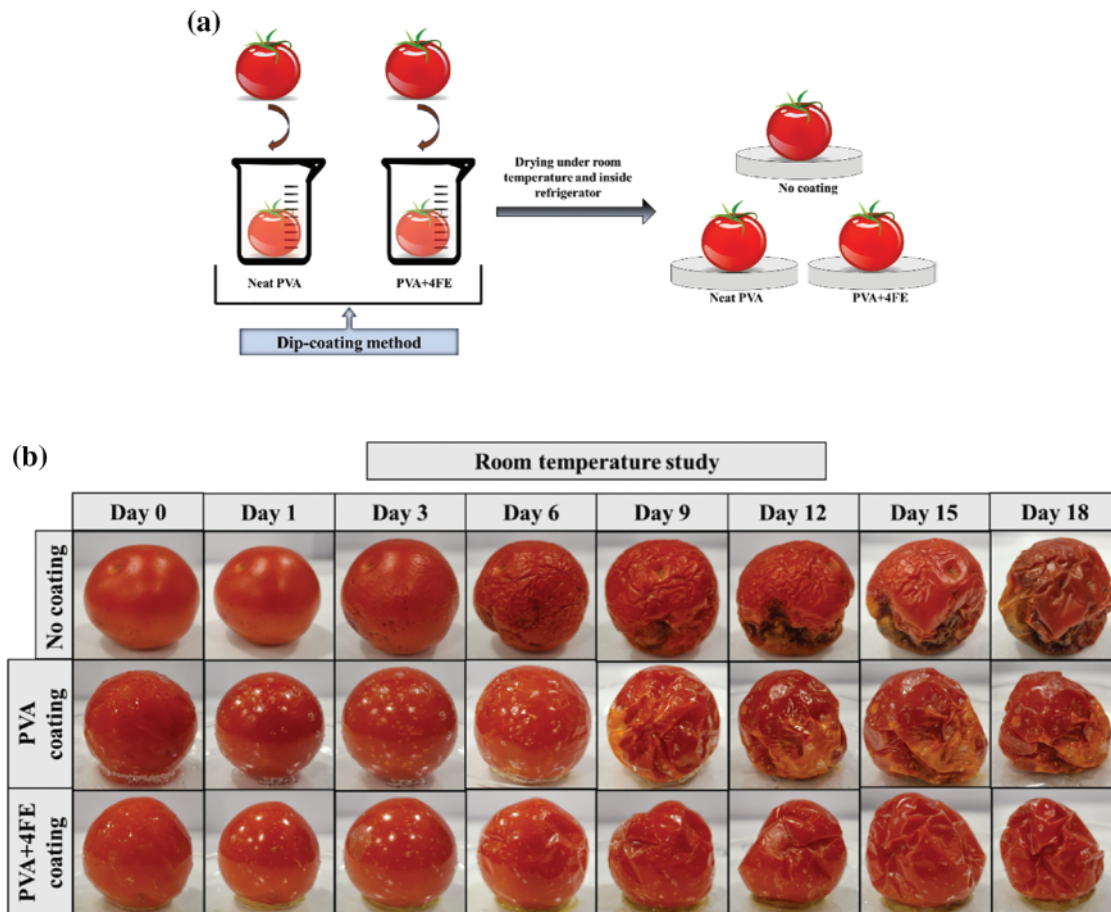 (a)
Drying under room
temperature and inside
refrigerator
No coating
Neat PVA
PVA+4FE
Neat PVA
PVA+4FE
Dip-coating method
(b)
Room temperature study
Day 0
Day 1
Day 3
Day 6
Day 9
Day 12
Day 15
Day 18
No coating
PVA
coating
PVA+4FE
coating